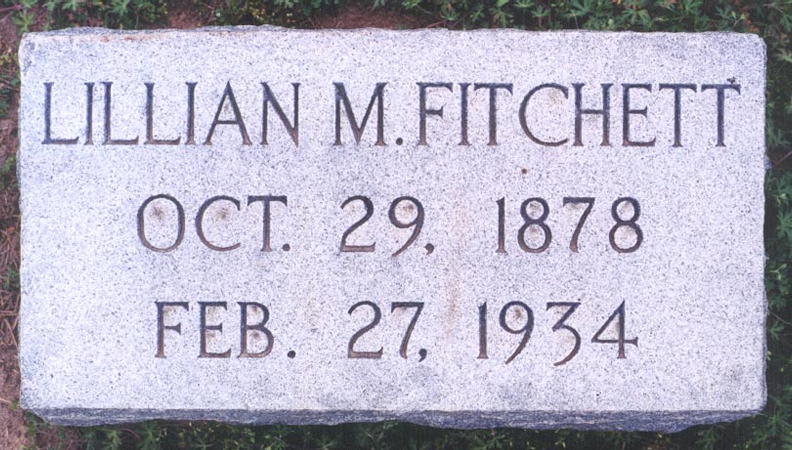 LILLIAN M. FITCHETT
OCT. 29, 1878
FEB. 27, 1934